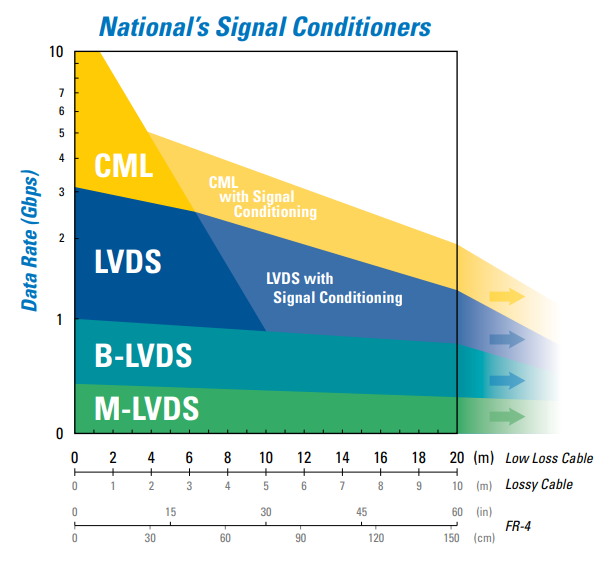 National's Signal Conditioners
Data Rate (Gbps)
10
7
6
5
4
3
2
1
0
CML
CML
with Signal
Conditioning
LVDS
LVDS with
Signal Conditioning
B-LVDS
M-LVDS
0 2 4 6 8 10 12 14 16 18 20 (m) Low Loss Cable
0 1 2 3 4 5 6 7 8 9 10 (m) Lossy Cable
0 15 30 45 60 (in)
FR-4
0 30 60 90 120 150 (cm)